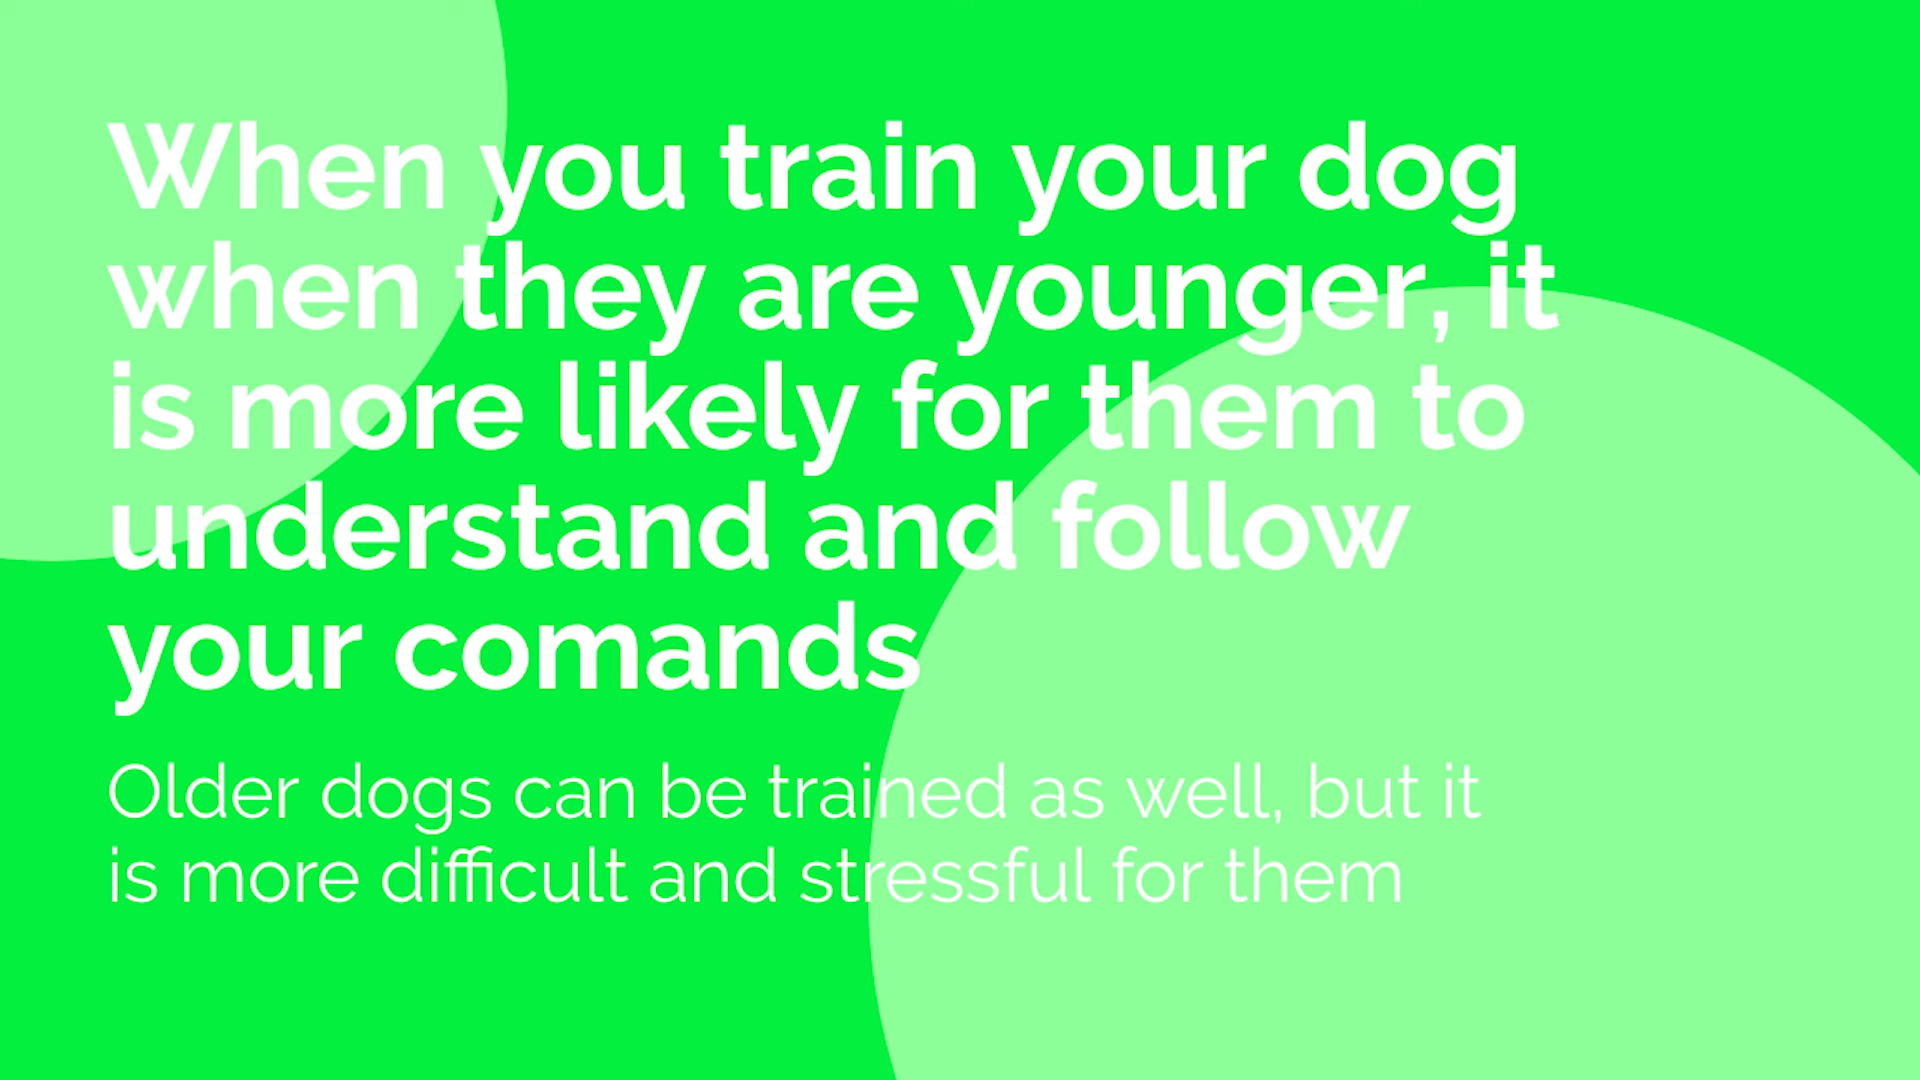 When you train your dog
when they are younger, it
is more likely for them to
understand and follow
your comands
Older dogs can be trained as well, but it
is more difficult and stressful for them